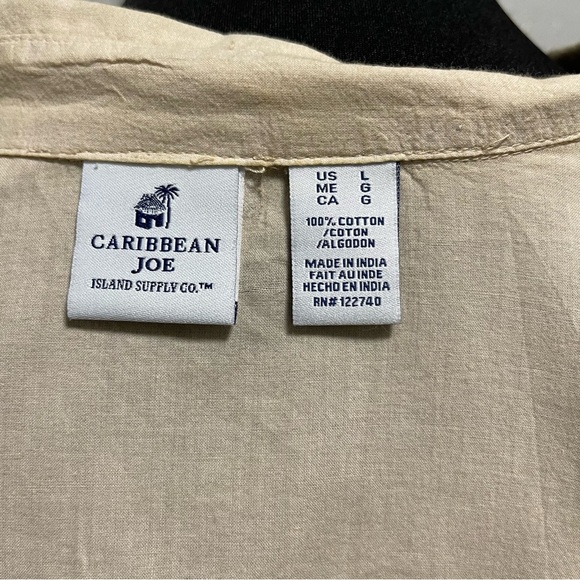 CARIBBEAN
JOE
ISLAND SUPPLY CO.™
US L
ME G
CA G
100% COTTON
/COTON
/ALGODON
MADE IN INDIA
FAIT AU INDE
HECHO EN INDIA
RN# 122740